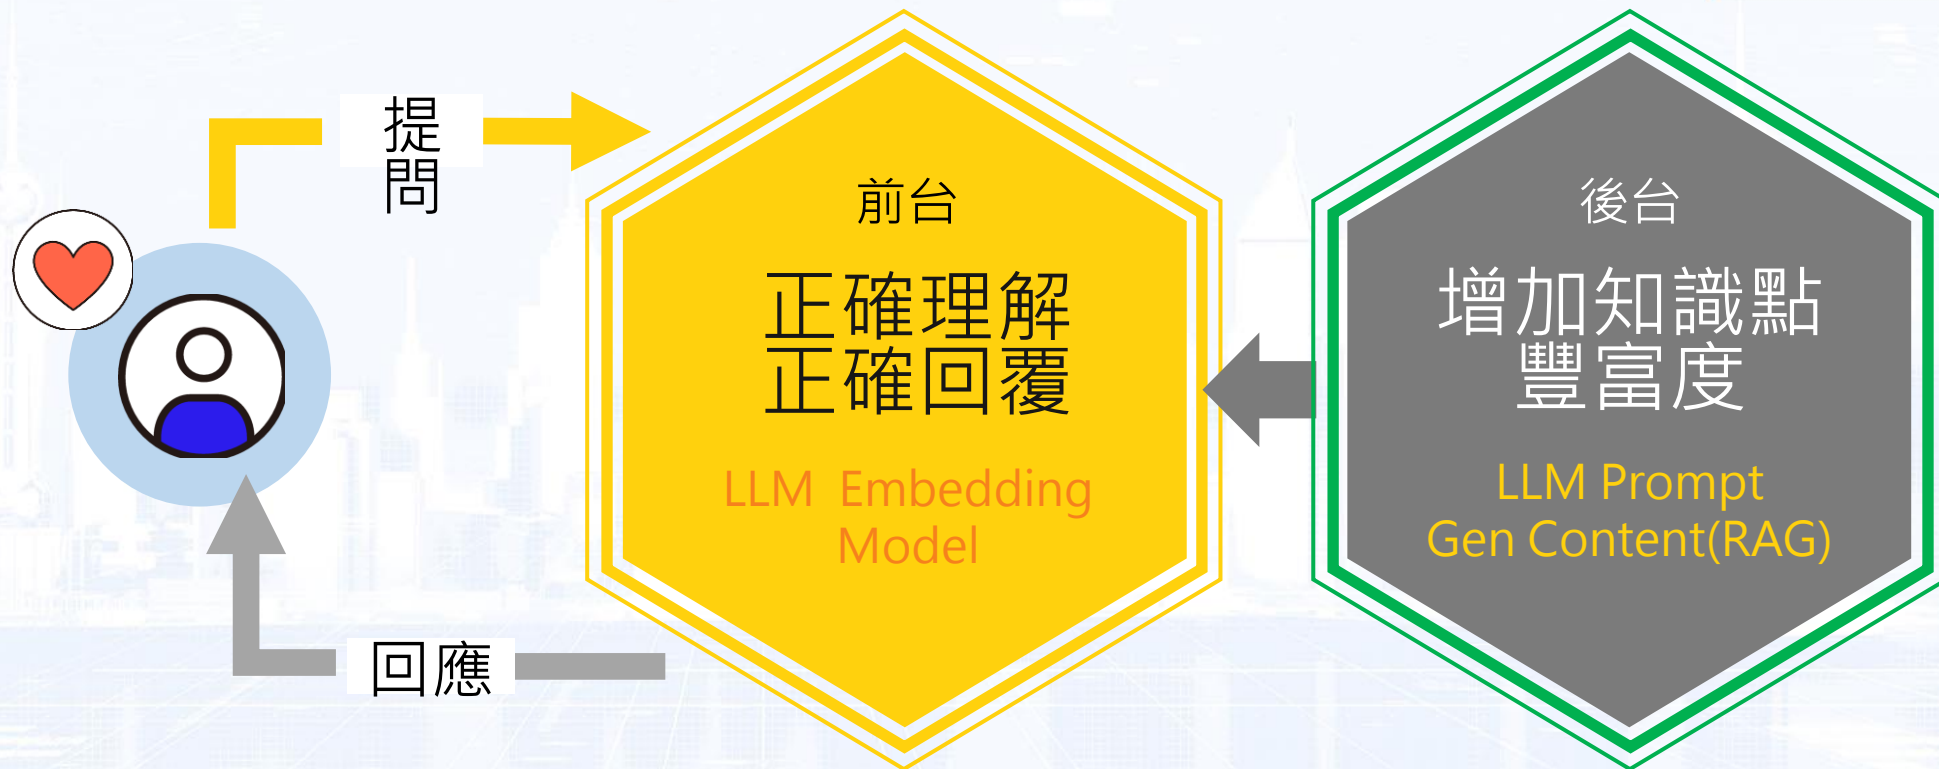 提
問
前台
正確理解
正確回覆
LLM Embedding
Model
後台
增加知識點
豐富度
LLM Prompt
Gen Content(RAG)
回應